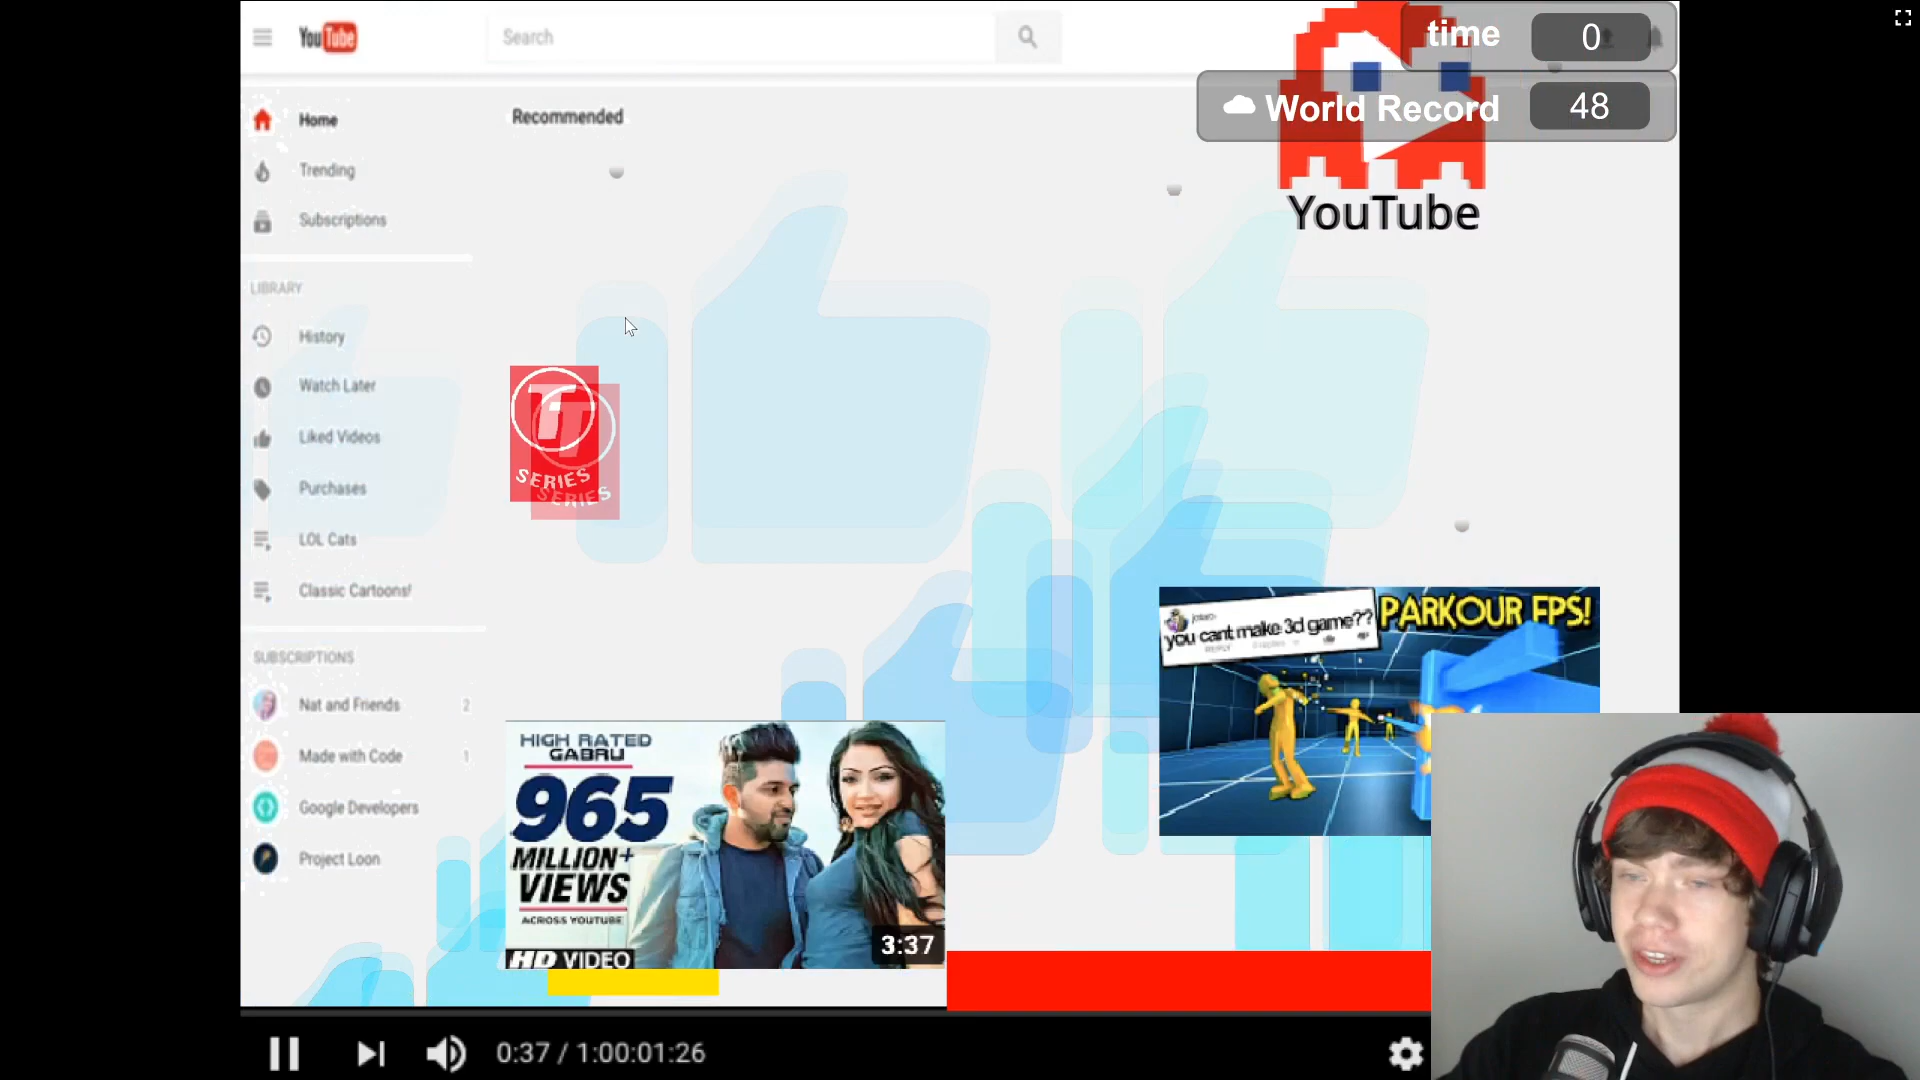 YouTube
Search
time 0
World Record 48
YouTube
Home
Recommended
Trending
Subscriptions
LIBRARY
History
Watch Later
Liked Videos
Purchases
LOL Cats
Classic Cartoons!
SUBSCRIPTIONS
Nat and Friends 2
Made with Code 1
Google Developers
Project Loon
T
SERIES
T
SERIES
you cant make 3d game??
REPLY
PARKOUR FPS!
HIGH RATED
GABRU
965
MILLION+
VIEWS
ACROSS YOUTUBE
HD VIDEO
3:37
0:37 / 1:00:01:26